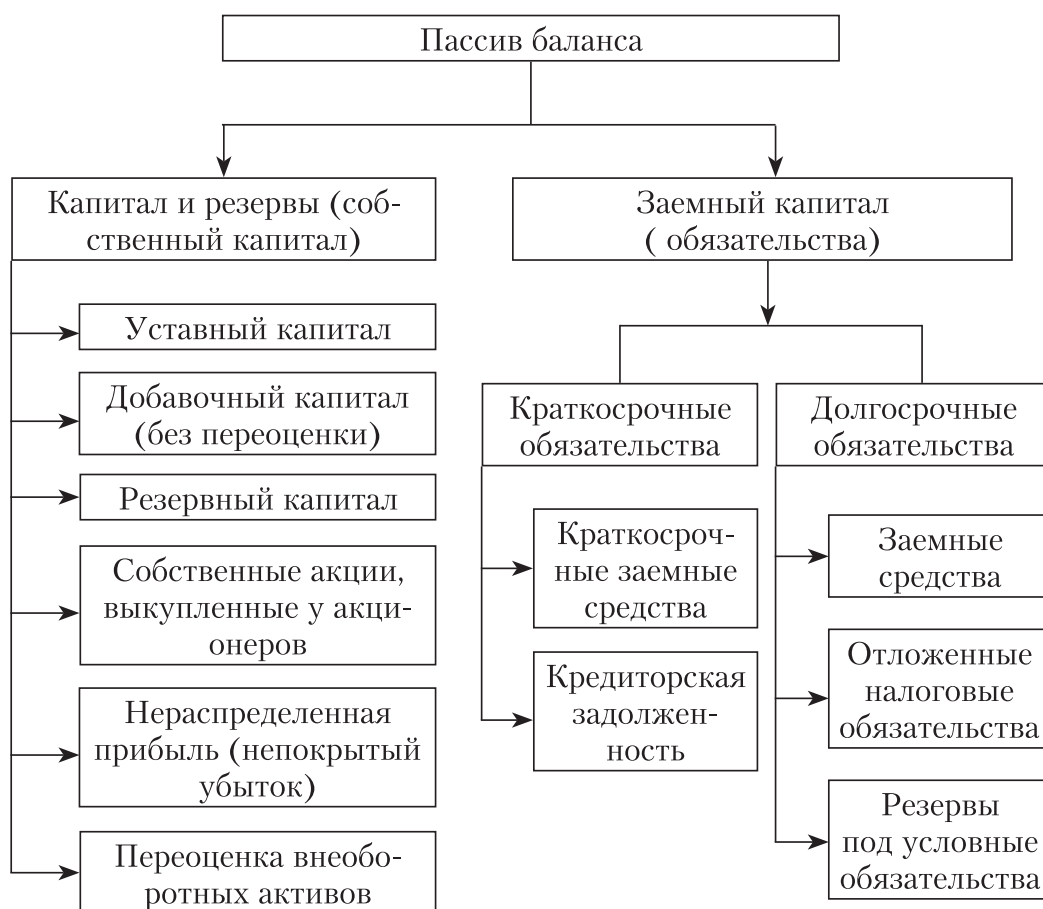 Пассив баланса
Капитал и резервы (соб-
ственный капитал)
Уставный капитал
Добавочный капитал
(без переоценки)
Резервный капитал
Собственные акции,
выкупленные у акци-
онеров
Нераспределенная
прибыль (непокрытый
убыток)
Переоценка внеобо-
ротных активов
Заемный капитал
( обязательства)
Краткосрочные
обязательства
Краткосроч-
ные заемные
средства
Кредиторская
задолжен-
ность
Долгосрочные
обязательства
Заемные
средства
Отложенные
налоговые
обязательства
Резервы
под условные
обязательства